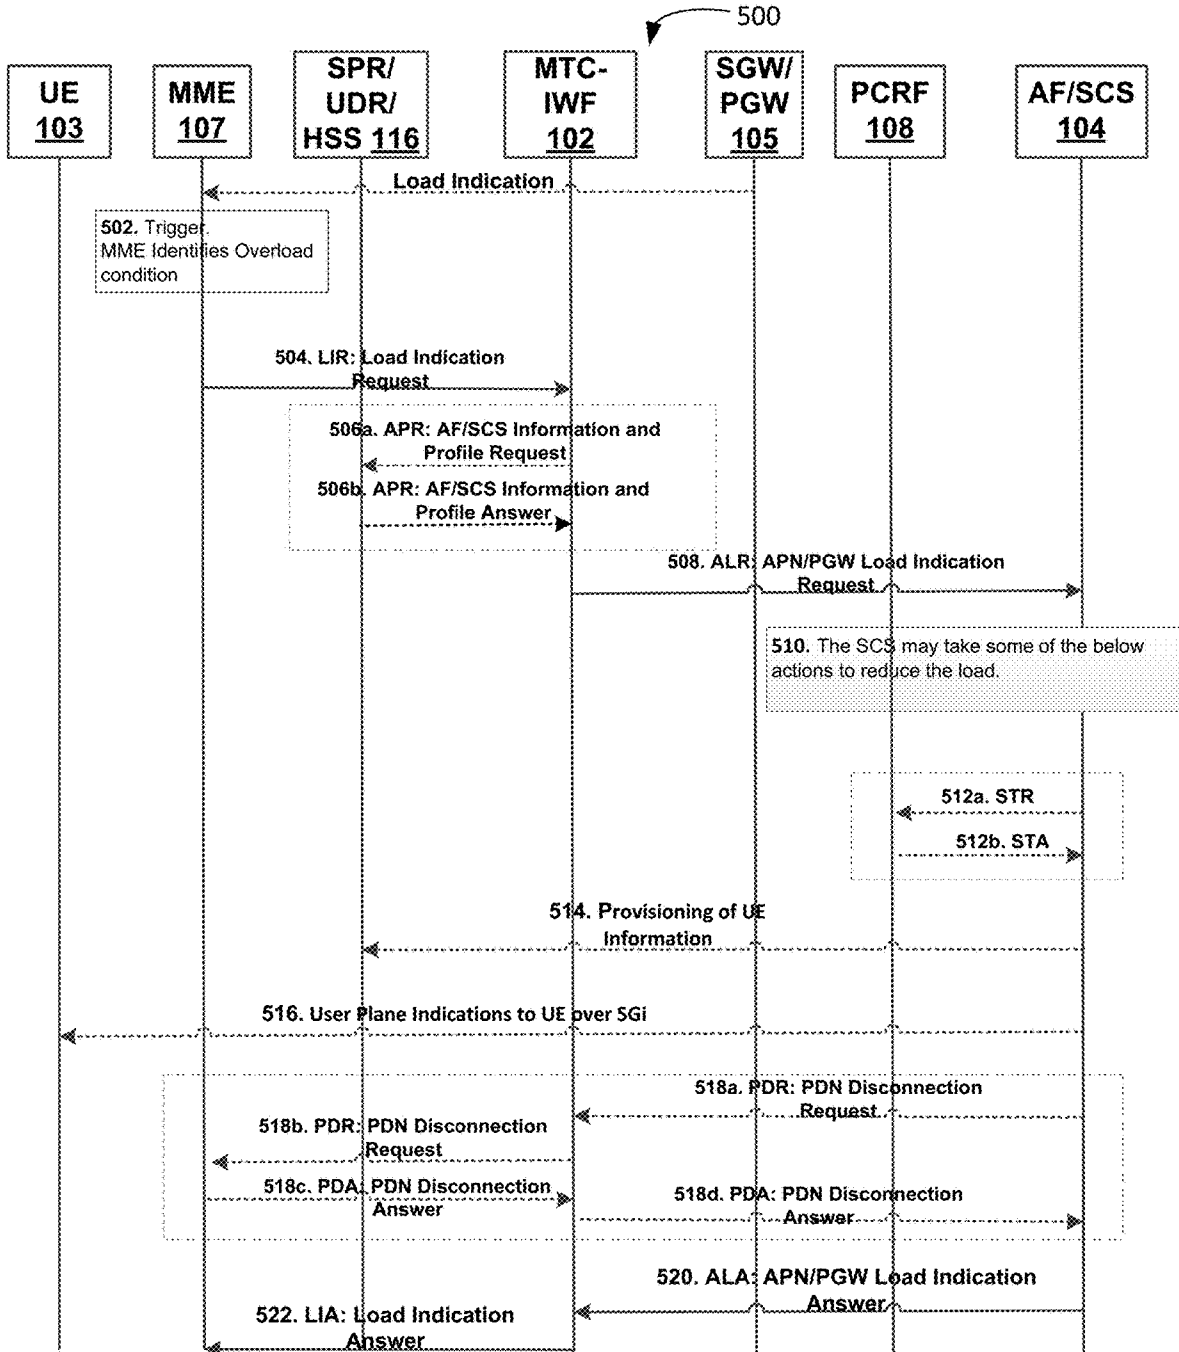 500
UE
103
MME
107
SPR/
UDR/
HSS 116
MTC-
IWF
102
SGW/
PGW
105
PCRF
108
AF/SCS
104
Load Indication
502. Trigger.
MME Identifies Overload
condition
504. LIR: Load Indication
Request
506a. APR: AF/SCS Information and
Profile Request
506b. APR: AF/SCS Information and
Profile Answer
508. ALR: APN/PGW Load Indication
Request
510. The SCS may take some of the below
actions to reduce the load.
512a. STR
512b. STA
514. Provisioning of UE
Information
516. User Plane Indications to UE over SGi
518a. PDR: PDN Disconnection
Request
518b. PDR: PDN Disconnection
Request
518c. PDA: PDN Disconnection
Answer
518d. PDA: PDN Disconnection
Answer
520. ALA: APN/PGW Load Indication
Answer
522. LIA: Load Indication
Answer